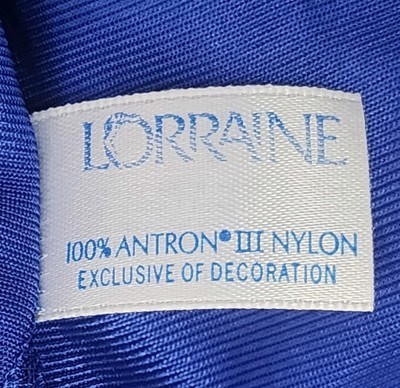 LORRAINE
100% ANTRON® III NYLON
EXCLUSIVE OF DECORATION